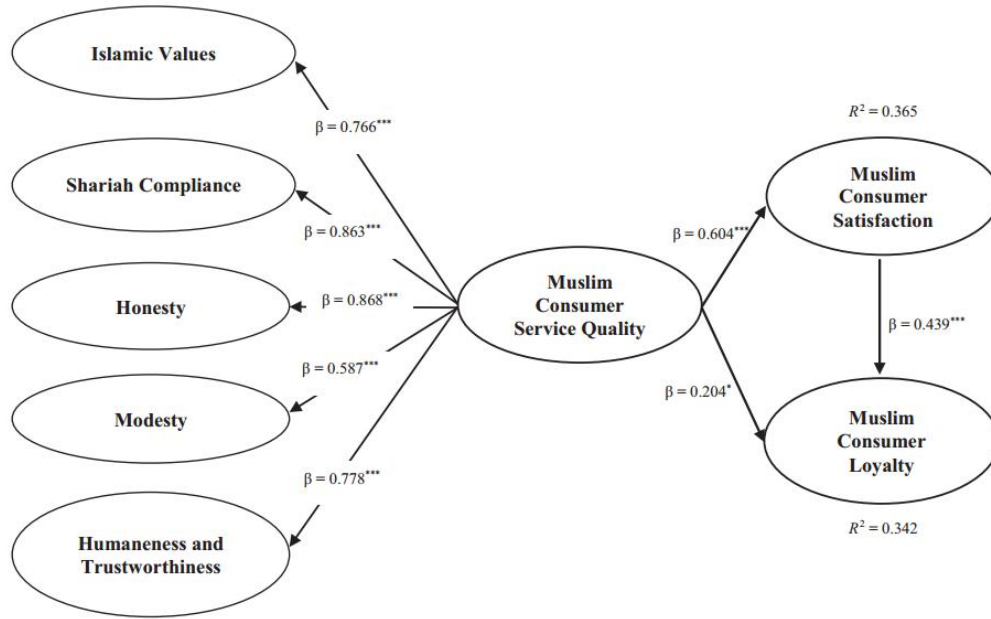 Islamic Values
β = 0.766***
Shariah Compliance
β = 0.863***
Honesty
β = 0.868***
Modesty
β = 0.587***
Humaneness and
Trustworthiness
β = 0.778***
Muslim
Consumer
Service Quality
β = 0.604***
β = 0.204*
R² = 0.365
Muslim
Consumer
Satisfaction
β = 0.439***
Muslim
Consumer
Loyalty
R² = 0.342